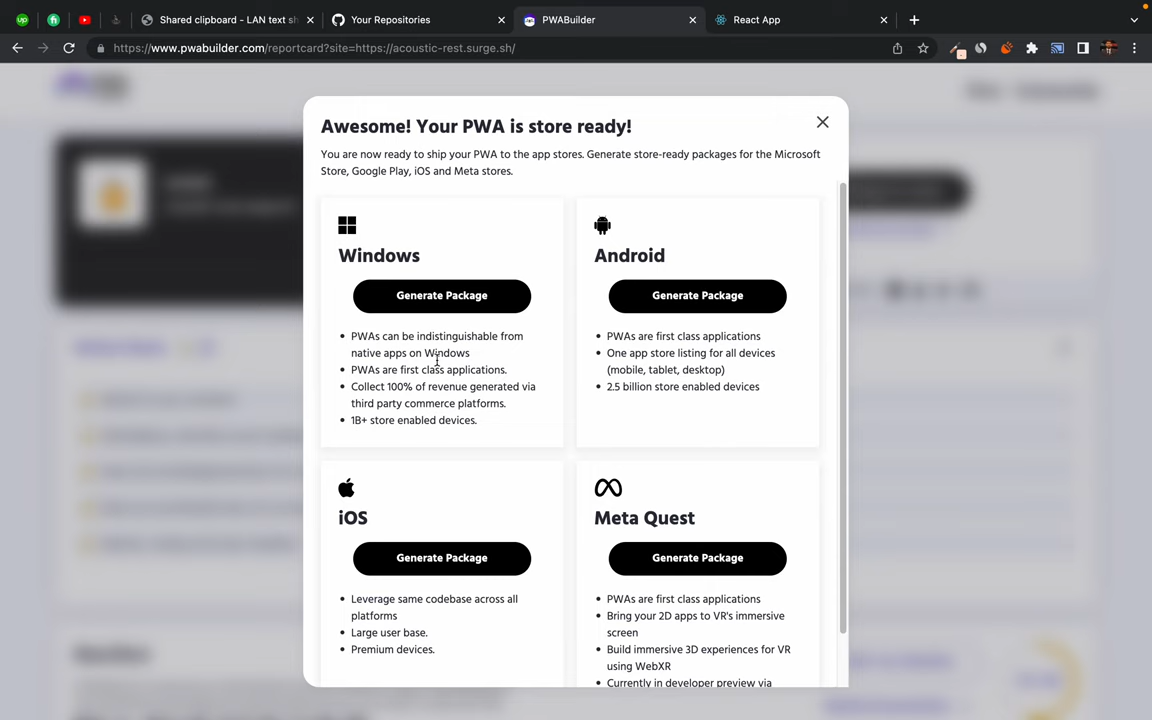 Shared clipboard - LAN text sh
Your Repositories
PWABuilder
React App
https://www.pwabuilder.com/reportcard?site=https://acoustic-rest.surge.sh/
Awesome! Your PWA is store ready!
You are now ready to ship your PWA to the app stores. Generate store-ready packages for the Microsoft
Store, Google Play, iOS and Meta stores.
Windows
Generate Package
• PWAs can be indistinguishable from
native apps on Windows
• PWAs are first class applications.
• Collect 100% of revenue generated via
third party commerce platforms.
• 1B+ store enabled devices.
Android
Generate Package
• PWAs are first class applications
• One app store listing for all devices
(mobile, tablet, desktop)
• 2.5 billion store enabled devices
iOS
Generate Package
• Leverage same codebase across all
platforms
• Large user base.
• Premium devices.
Meta Quest
Generate Package
• PWAs are first class applications
• Bring your 2D apps to VR's immersive
screen
• Build immersive 3D experiences for VR
using WebXR
• Currently in developer preview via